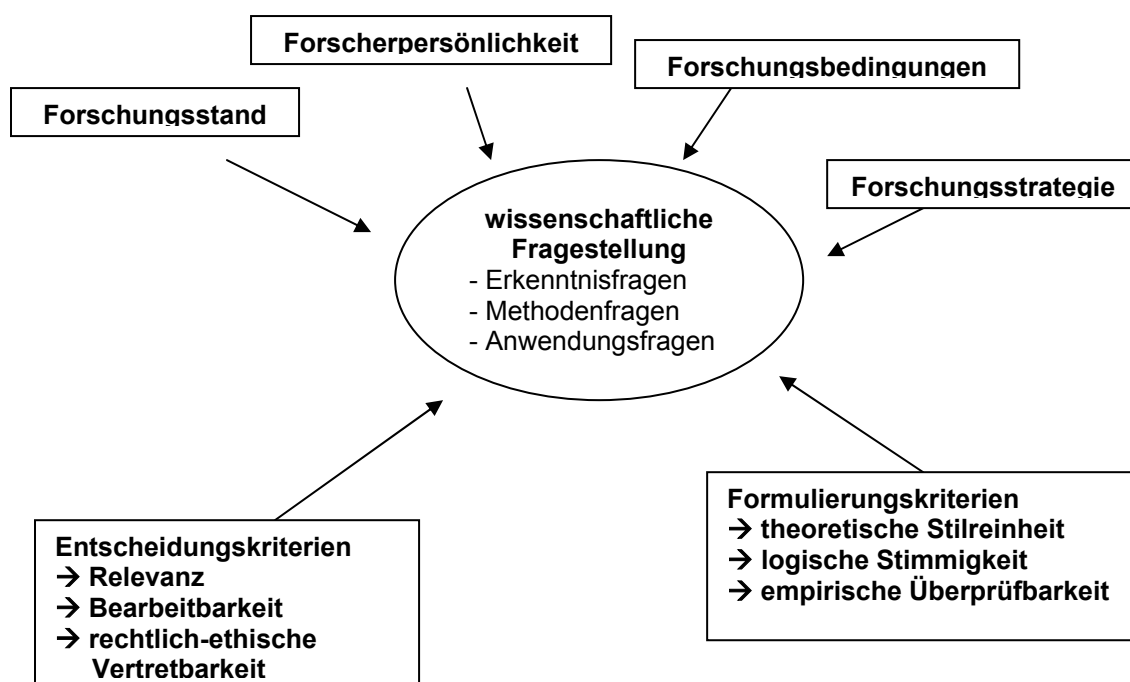 Forscherpersönlichkeit
Forschungsbedingungen
Forschungsstand
Forschungsstrategie
wissenschaftliche
Fragestellung
- Erkenntnisfragen
- Methodenfragen
- Anwendungsfragen
Entscheidungskriterien
→ Relevanz
→ Bearbeitbarkeit
→ rechtlich-ethische
Vertretbarkeit
Formulierungskriterien
→ theoretische Stilreinheit
→ logische Stimmigkeit
→ empirische Überprüfbarkeit